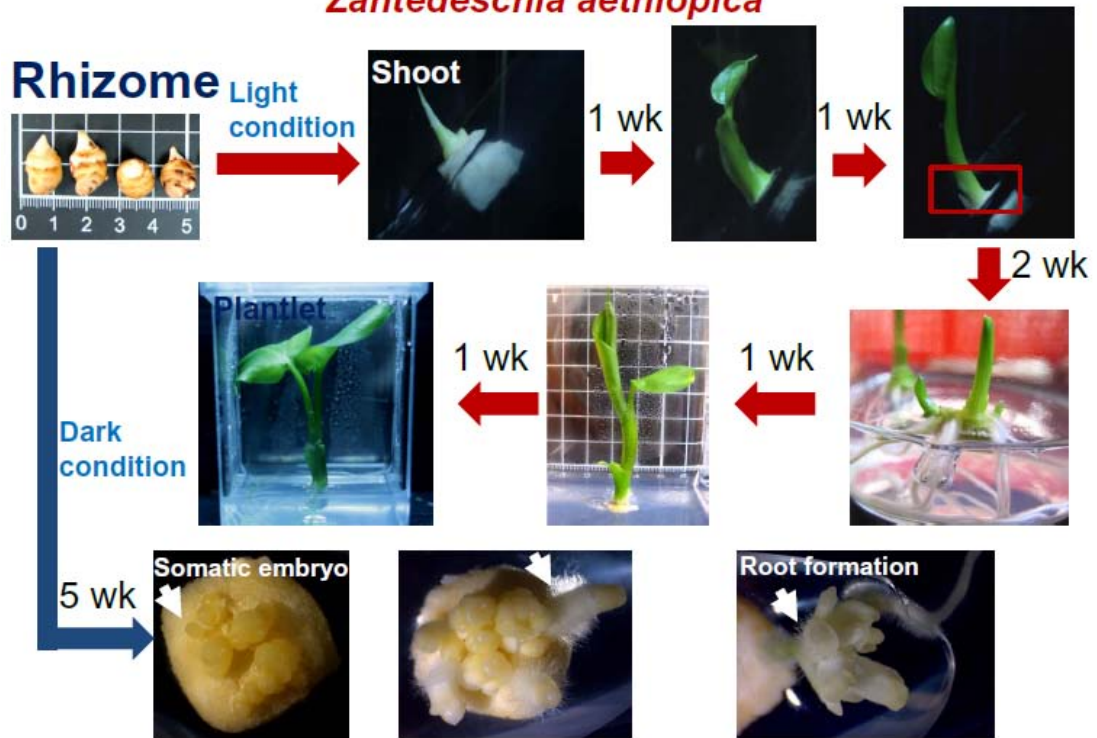 Zantedeschia aethiopica
Rhizome
Light
condition
Shoot
1 wk
1 wk
0 1 2 3 4 5
2 wk
Plantlet
1 wk
1 wk
Dark
condition
5 wk
Somatic embryo
Root formation